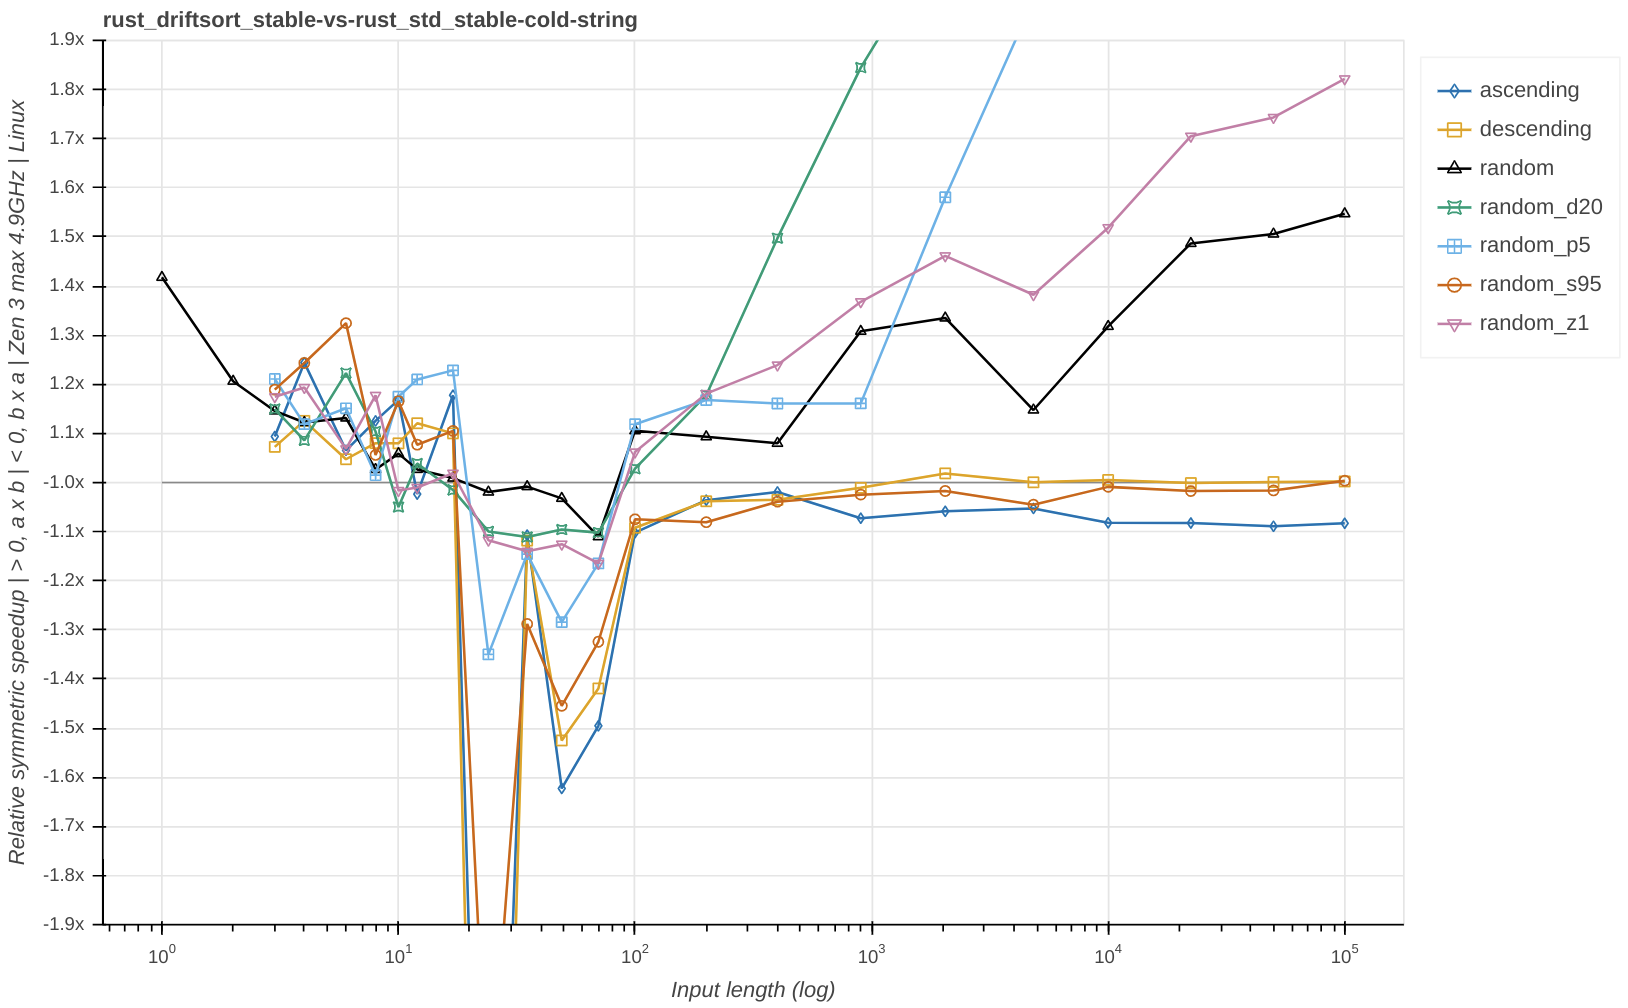 rust_driftsort_stable-vs-rust_std_stable-cold-string
Relative symmetric speedup | > 0, a x b | < 0, b x a | Zen 3 max 4.9GHz | Linux
1.9x
1.8x
1.7x
1.6x
1.5x
1.4x
1.3x
1.2x
1.1x
-1.0x
-1.1x
-1.2x
-1.3x
-1.4x
-1.5x
-1.6x
-1.7x
-1.8x
-1.9x
10⁰
10¹
10²
10³
10⁴
10⁵
Input length (log)
ascending
descending
random
random_d20
random_p5
random_s95
random_z1